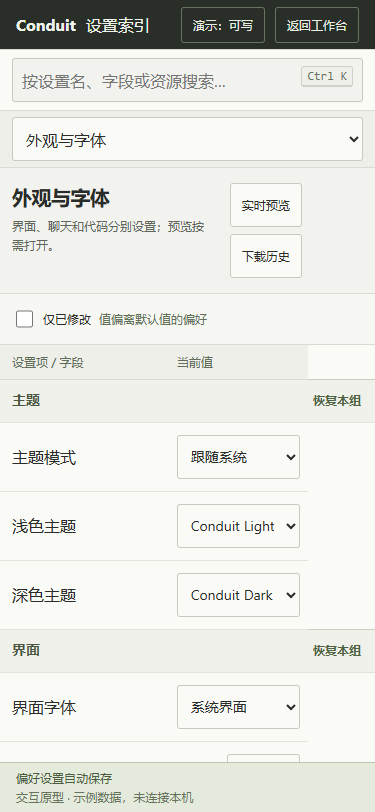 Conduit 设置索引 演示：可写 返回工作台
按设置名、字段或资源搜索... Ctrl K
外观与字体
外观与字体
界面、聊天和代码分别设置；预览按
需打开。
实时预览
下载历史
仅已修改 值偏离默认值的偏好
设置项 / 字段 当前值
主题 恢复本组
主题模式 跟随系统
浅色主题 Conduit Light
深色主题 Conduit Dark
界面 恢复本组
界面字体 系统界面
偏好设置自动保存
交互原型 · 示例数据，未连接本机